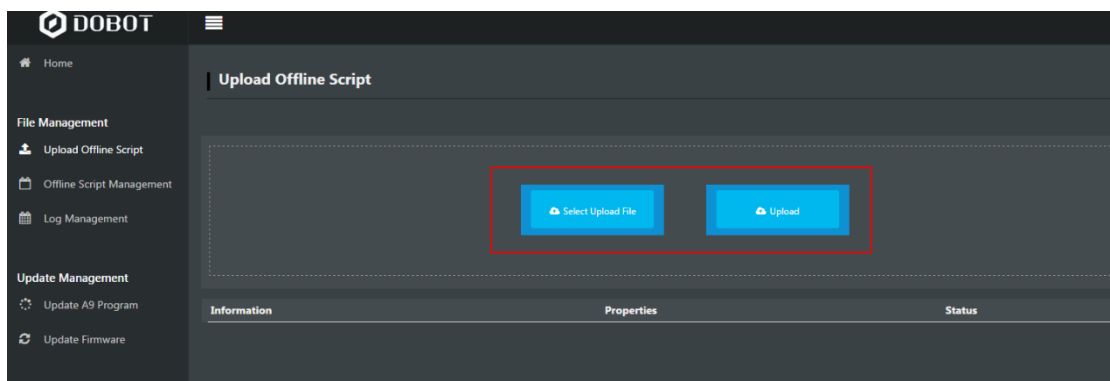 DOBOT
Home
Upload Offline Script
File Management
Upload Offline Script
Offline Script Management
Log Management
Select Upload File
Upload
Update Management
Update A9 Program
Update Firmware
Information Properties Status